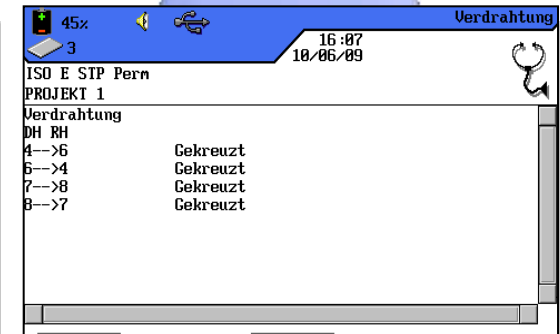 45%
Verdrahtung
3
16:07
10/06/09
ISO E STP Perm
PROJEKT 1
Verdrahtung
DH RH
4-->6 Gekreuzt
6-->4 Gekreuzt
7-->8 Gekreuzt
8-->7 Gekreuzt